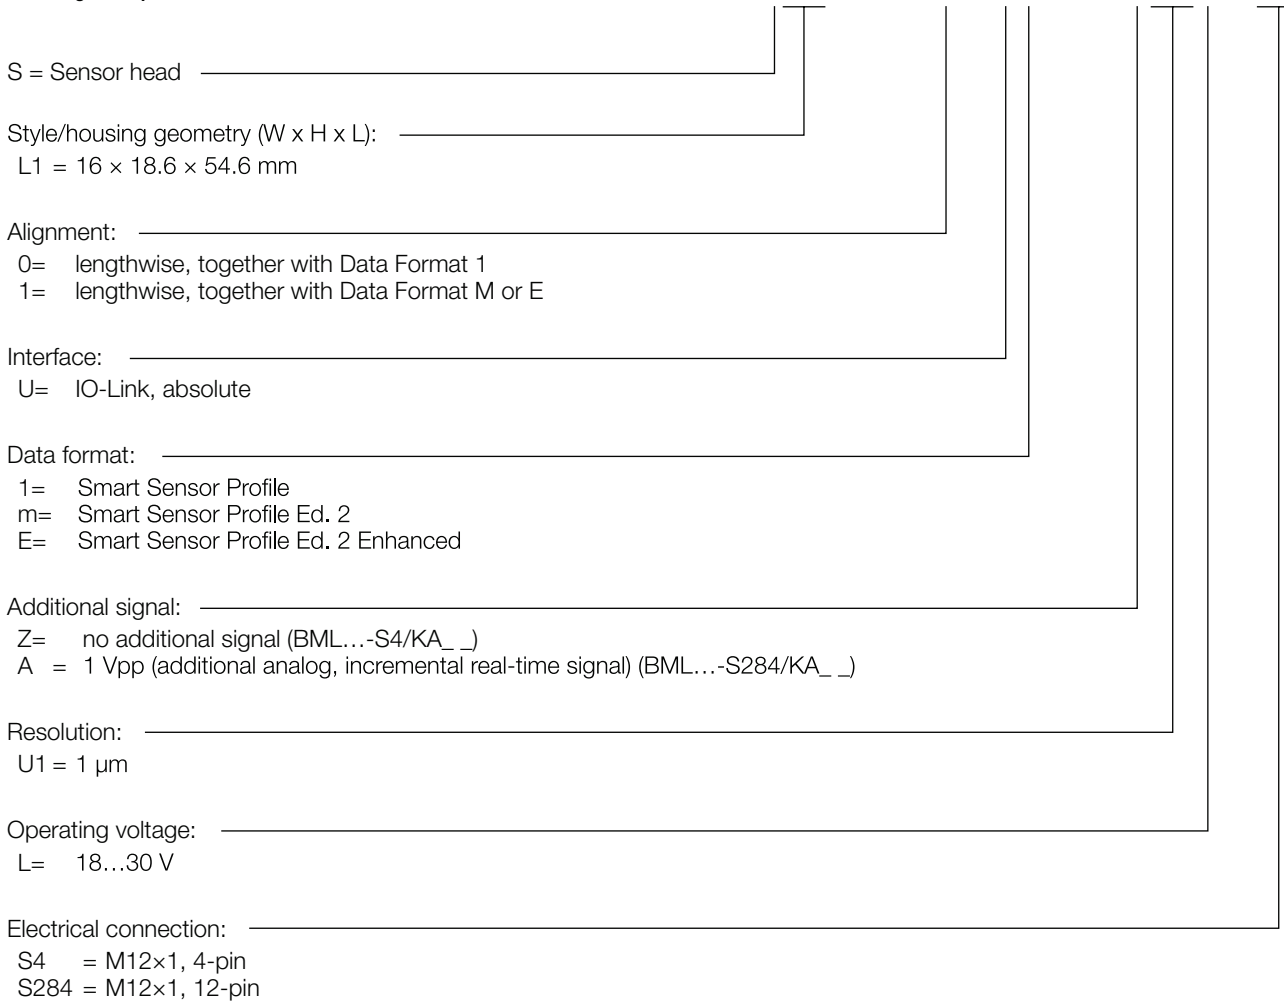 S = Sensor head
Style/housing geometry (W x H x L):
L1 = 16 × 18.6 × 54.6 mm
Alignment:
0= lengthwise, together with Data Format 1
1= lengthwise, together with Data Format M or E
Interface:
U= IO-Link, absolute
Data format:
1= Smart Sensor Profile
m= Smart Sensor Profile Ed. 2
E= Smart Sensor Profile Ed. 2 Enhanced
Additional signal:
Z= no additional signal (BML...-S4/KA_ _)
A = 1 Vpp (additional analog, incremental real-time signal) (BML...-S284/KA_ _)
Resolution:
U1 = 1 μm
Operating voltage:
L= 18...30 V
Electrical connection:
S4 = M12×1, 4-pin
S284 = M12×1, 12-pin